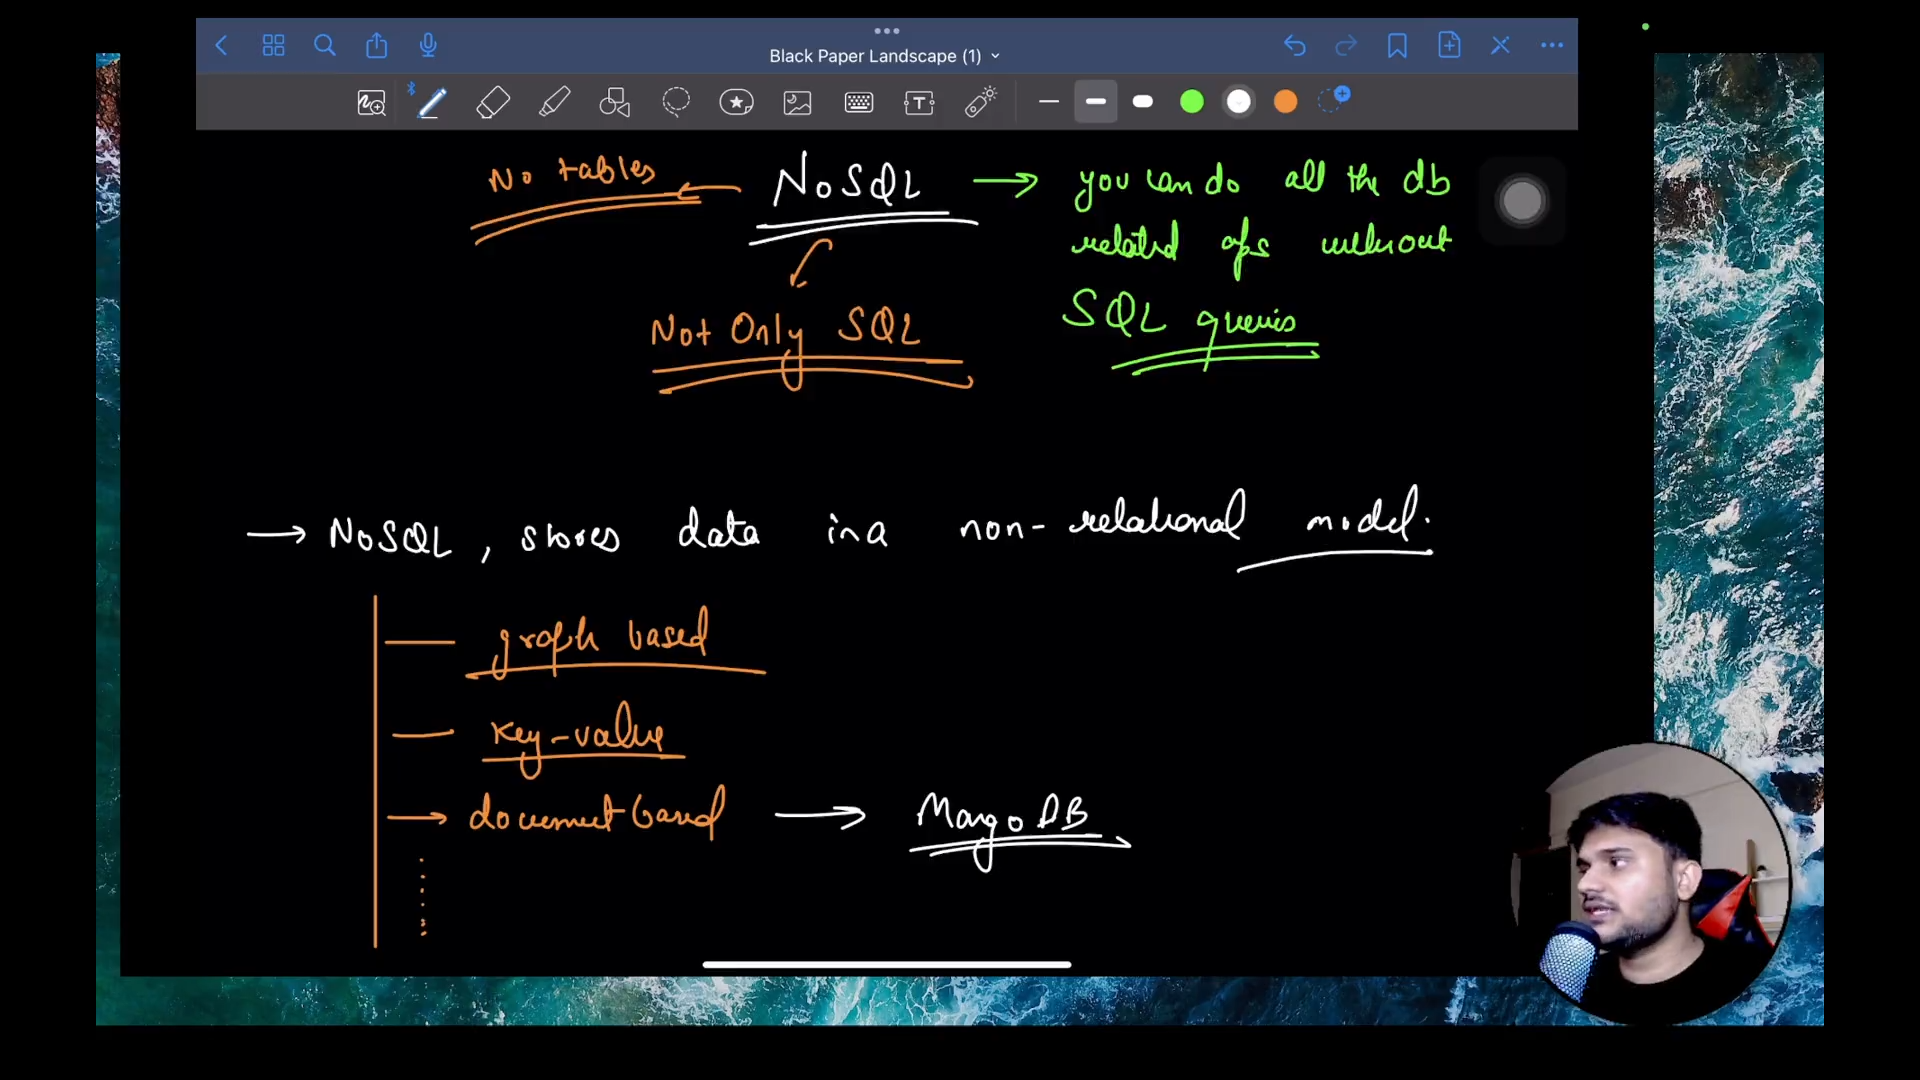 Black Paper Landscape (1)
No tables
NoSQL
you can do all the db
related ops without
SQL queries
Not Only SQL
NoSQL, stores data in a non-relational model.
graph based
key-value
document based
MongoDB